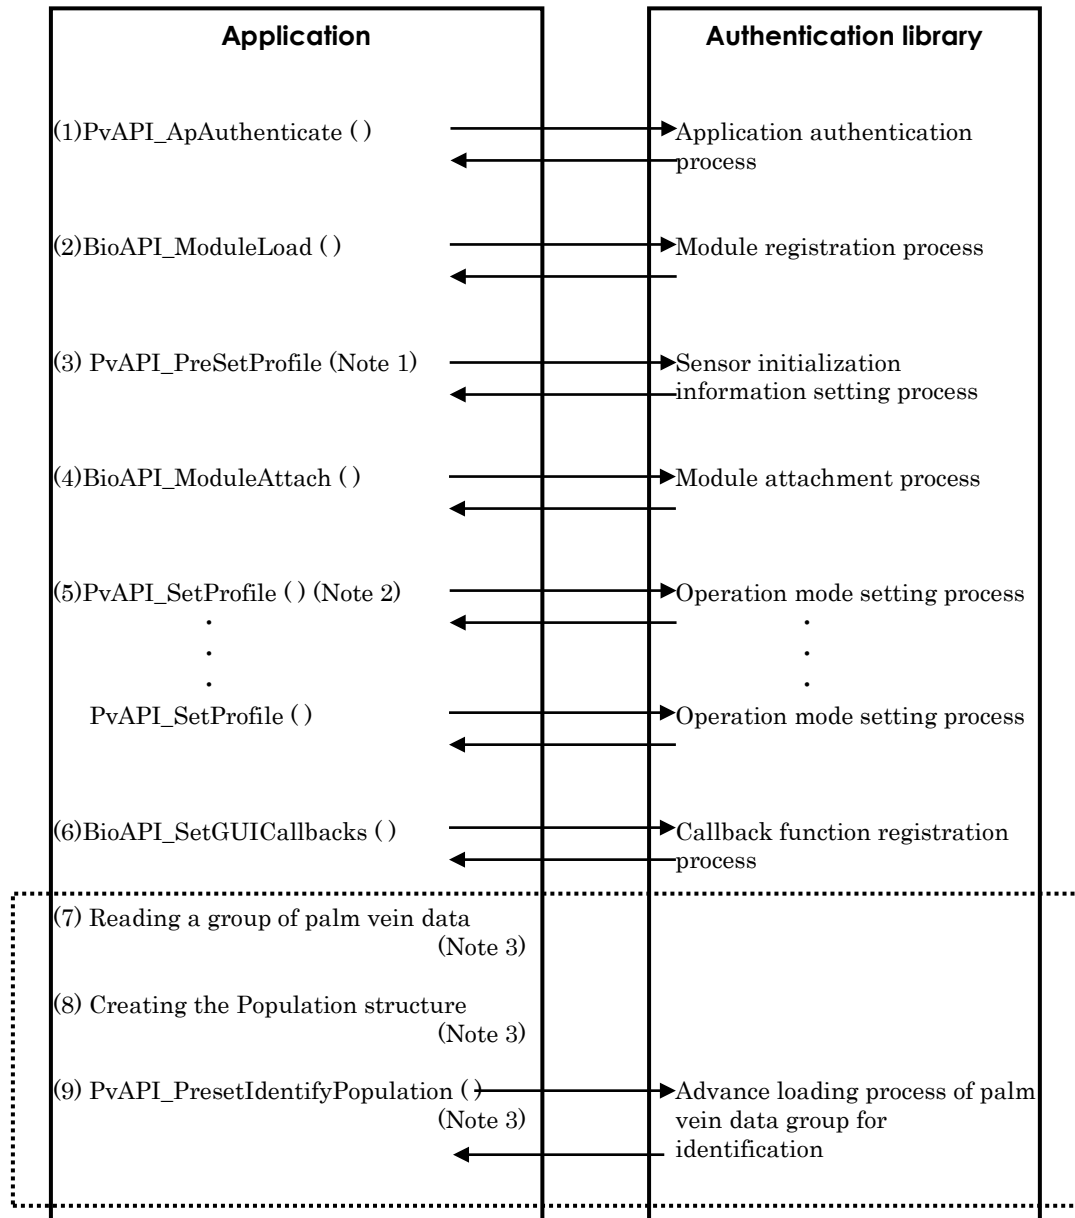 Application
Authentication library
(1)PvAPI_ApAuthenticate ( )
Application authentication
process
(2)BioAPI_ModuleLoad ( )
Module registration process
(3) PvAPI_PreSetProfile (Note 1)
Sensor initialization
information setting process
(4)BioAPI_ModuleAttach ( )
Module attachment process
(5)PvAPI_SetProfile ( ) (Note 2)
Operation mode setting process
PvAPI_SetProfile ( )
Operation mode setting process
(6)BioAPI_SetGUICallbacks ( )
Callback function registration
process
(7) Reading a group of palm vein data
(Note 3)
(8) Creating the Population structure
(Note 3)
(9) PvAPI_PresetIdentifyPopulation ( )
(Note 3)
Advance loading process of palm
vein data group for
identification